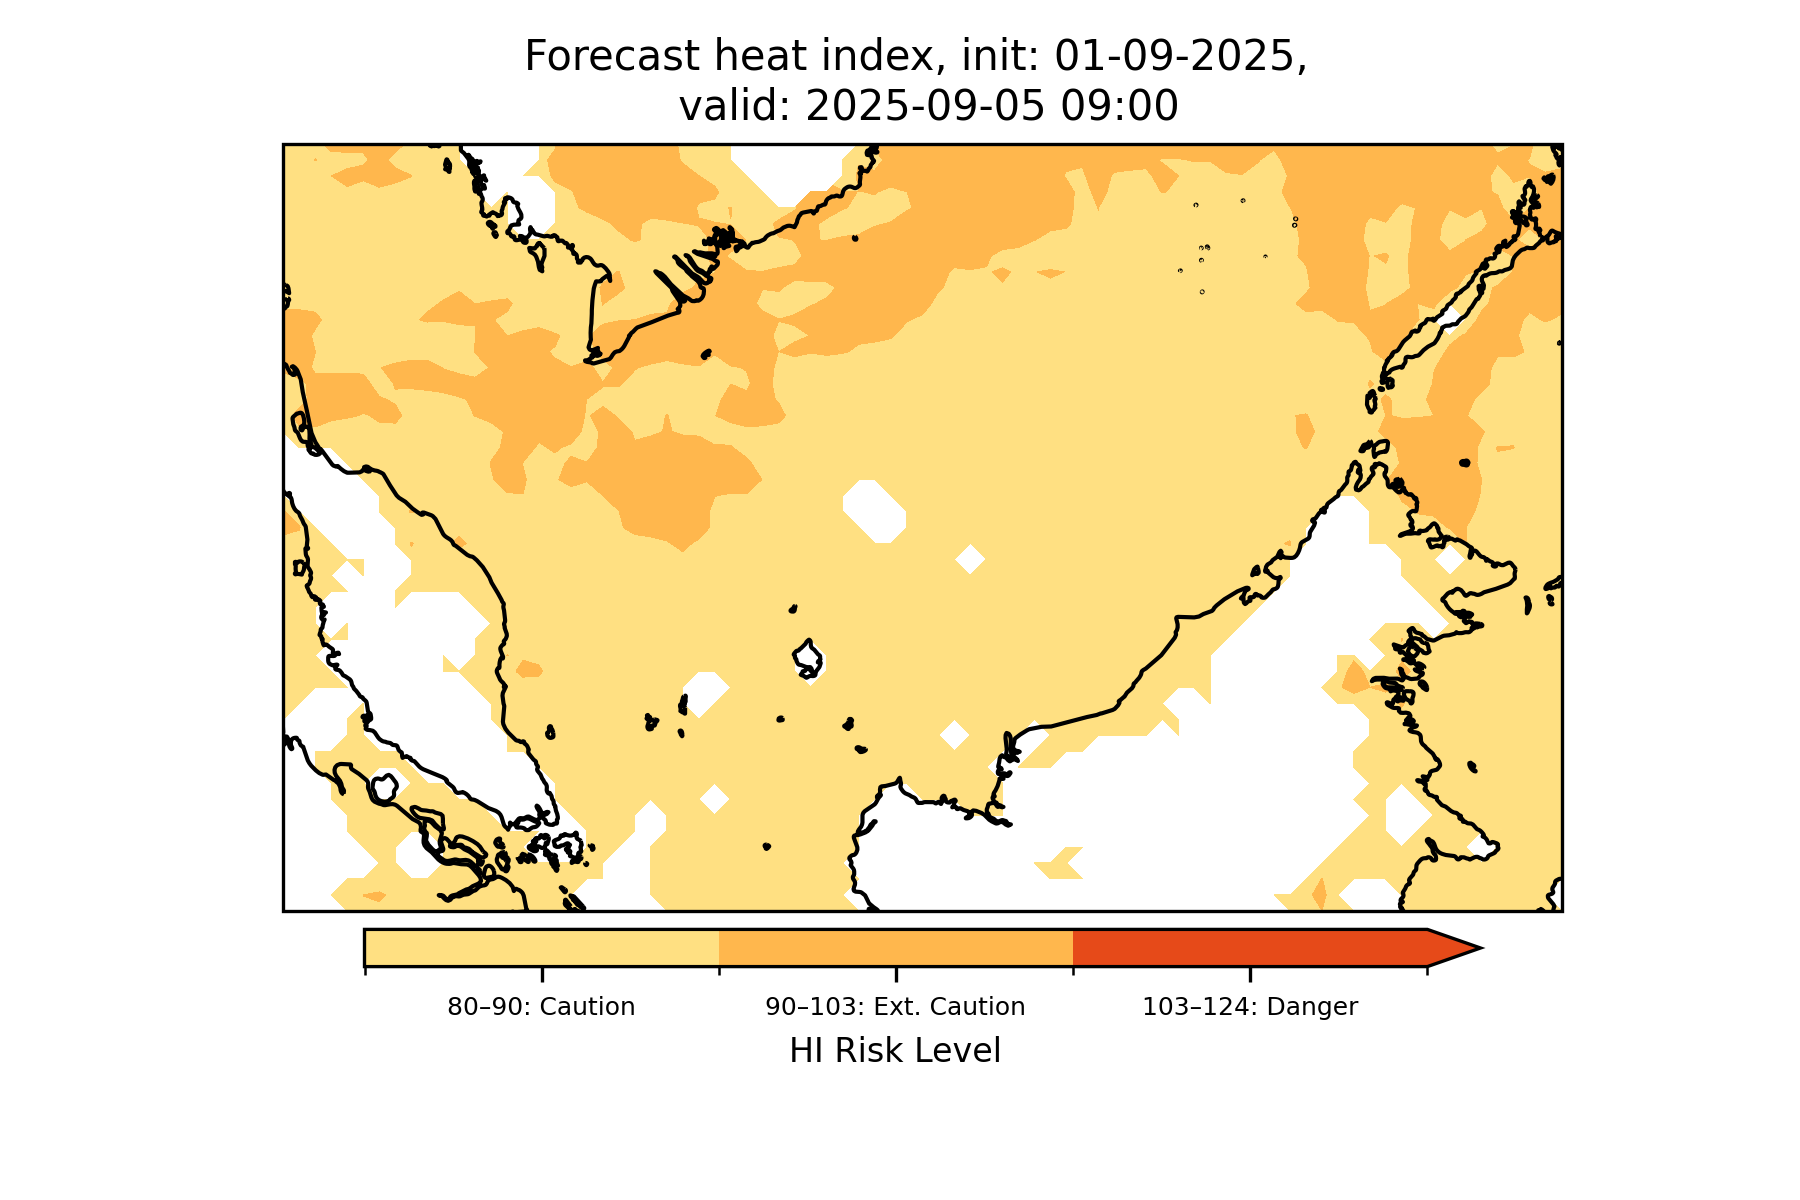 Forecast heat index, init: 01-09-2025,
valid: 2025-09-05 09:00
80–90: Caution
90–103: Ext. Caution
103–124: Danger
HI Risk Level